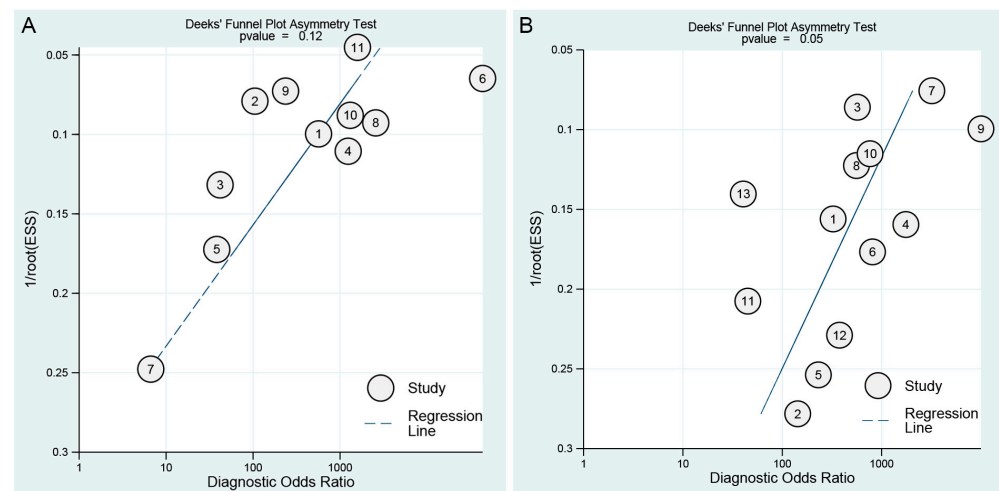 A
Deeks' Funnel Plot Asymmetry Test
pvalue = 0.12
1/root(ESS)
0.05
0.1
0.15
0.2
0.25
0.3
11
6
9
2
10
8
1
4
3
5
7
Study
Regression
Line
1
10
100
1000
Diagnostic Odds Ratio
B
Deeks' Funnel Plot Asymmetry Test
pvalue = 0.05
1/root(ESS)
0.05
0.1
0.15
0.2
0.25
0.3
7
3
9
10
8
13
1
4
6
11
12
5
2
Study
Regression
Line
1
10
100
1000
Diagnostic Odds Ratio